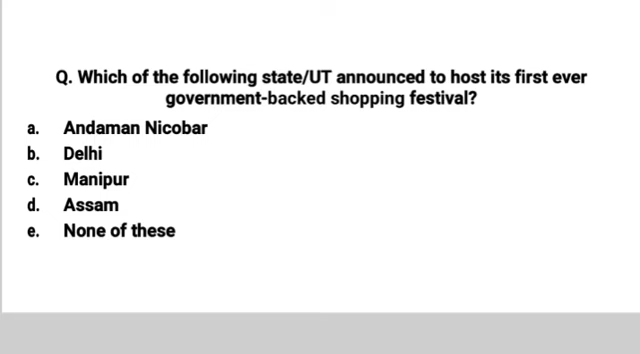 Q. Which of the following state/UT announced to host its first ever
government-backed shopping festival?
a. Andaman Nicobar
b. Delhi
c. Manipur
d. Assam
e. None of these